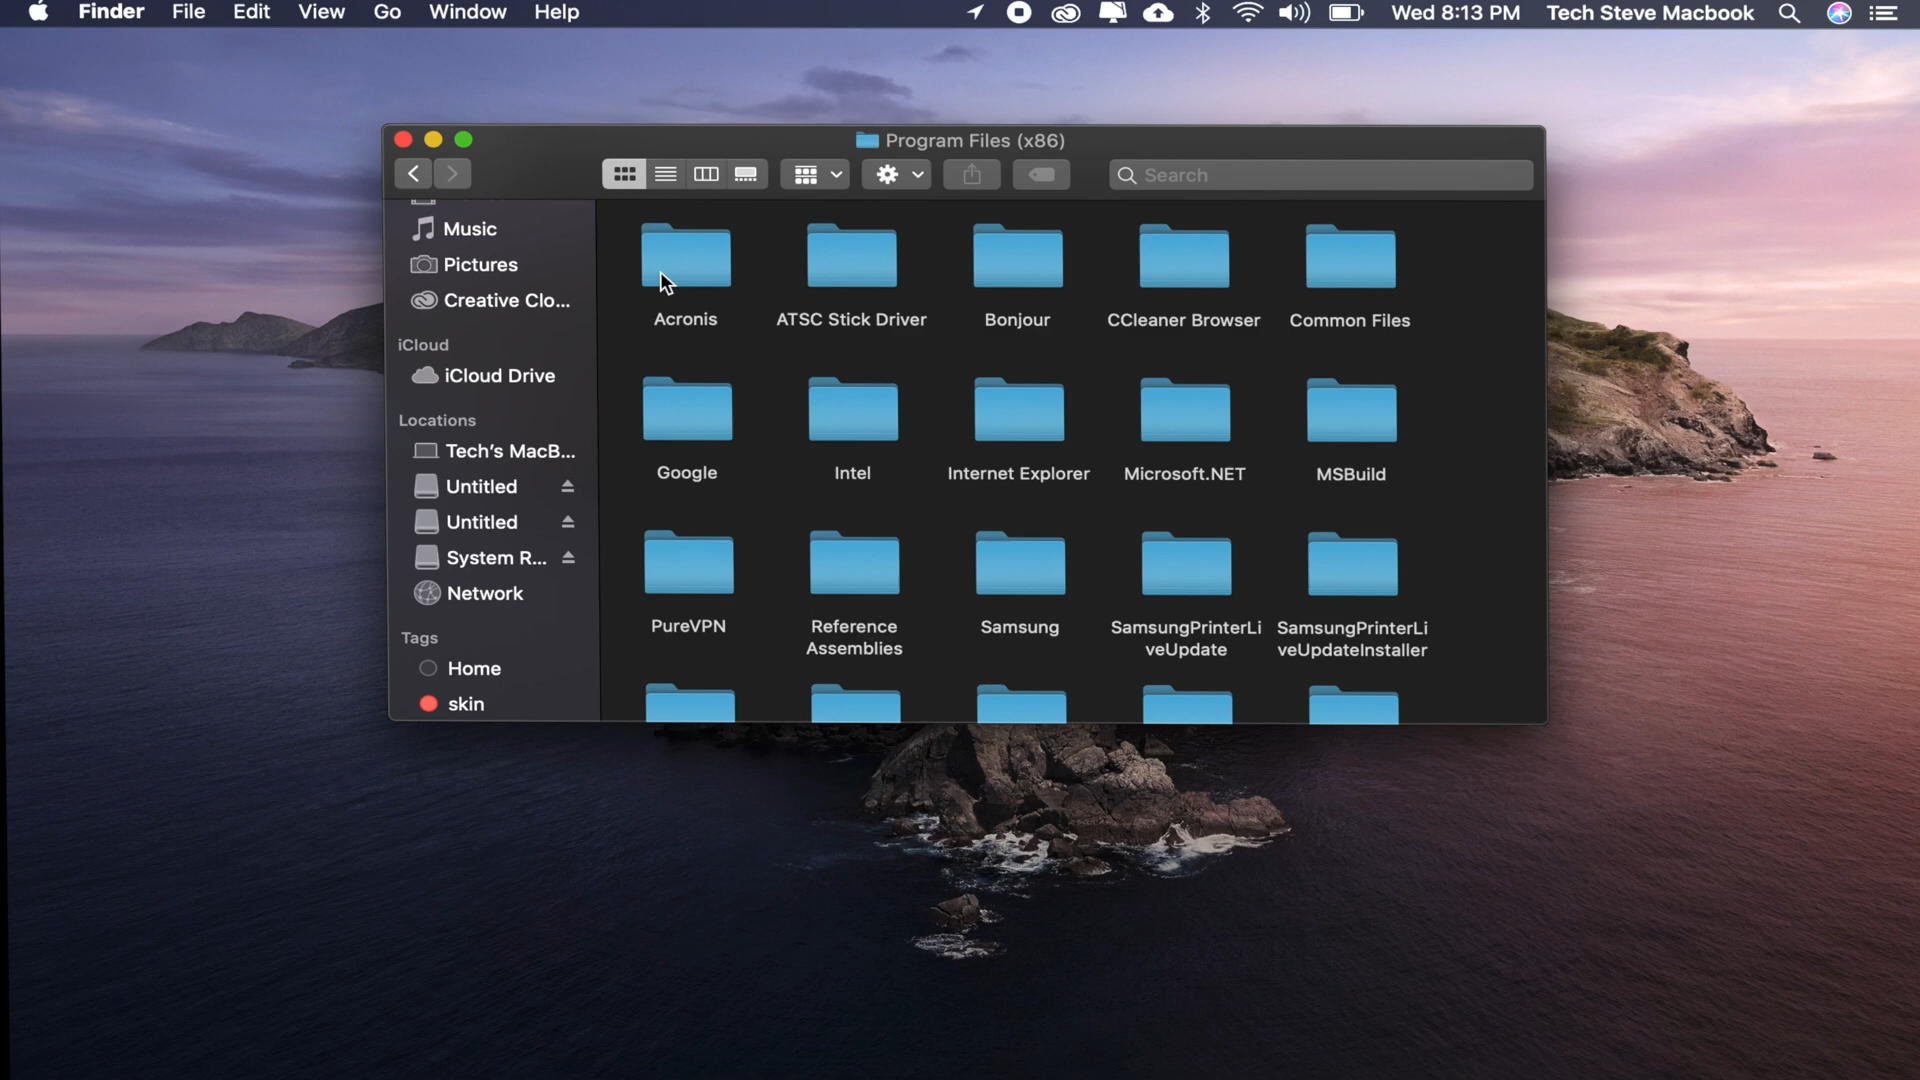 Finder File Edit View Go Window Help Wed 8:13 PM Tech Steve Macbook
Program Files (x86)
Search
Music
Pictures
Creative Clo...
iCloud
iCloud Drive
Locations
Tech's MacB...
Untitled
Untitled
System R...
Network
Tags
Home
skin
Acronis ATSC Stick Driver Bonjour CCleaner Browser Common Files
Google Intel Internet Explorer Microsoft.NET MSBuild
PureVPN Reference Assemblies Samsung SamsungPrinterLiveUpdate SamsungPrinterLiveUpdateInstaller